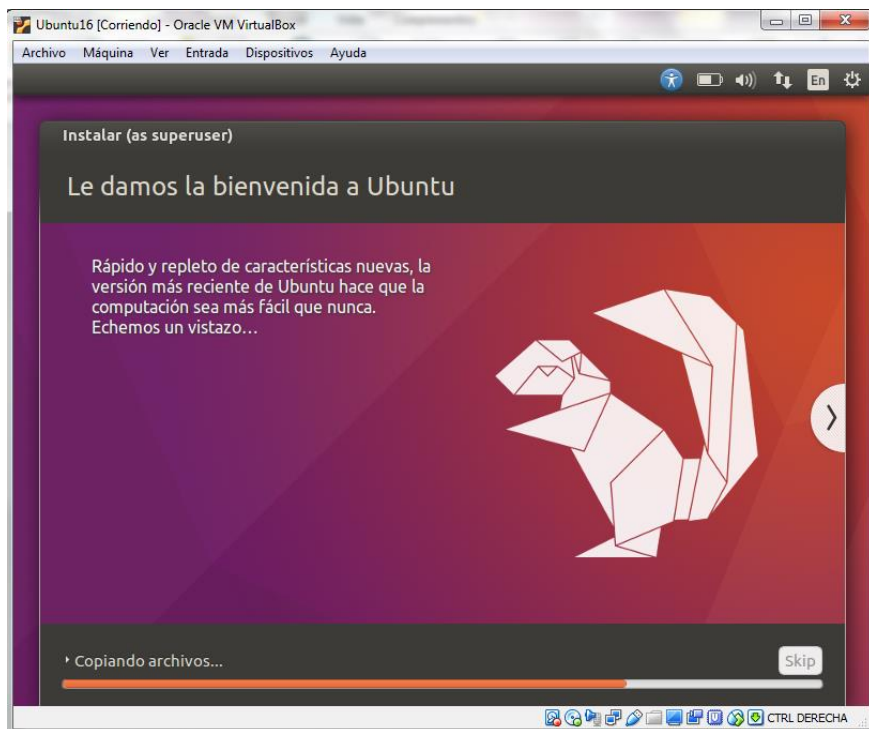 Ubuntu16 [Corriendo] - Oracle VM VirtualBox
Archivo Máquina Ver Entrada Dispositivos Ayuda
En
Instalar (as superuser)
Le damos la bienvenida a Ubuntu
Rápido y repleto de características nuevas, la
versión más reciente de Ubuntu hace que la
computación sea más fácil que nunca.
Echemos un vistazo...
Copiando archivos...
Skip
CTRL DERECHA